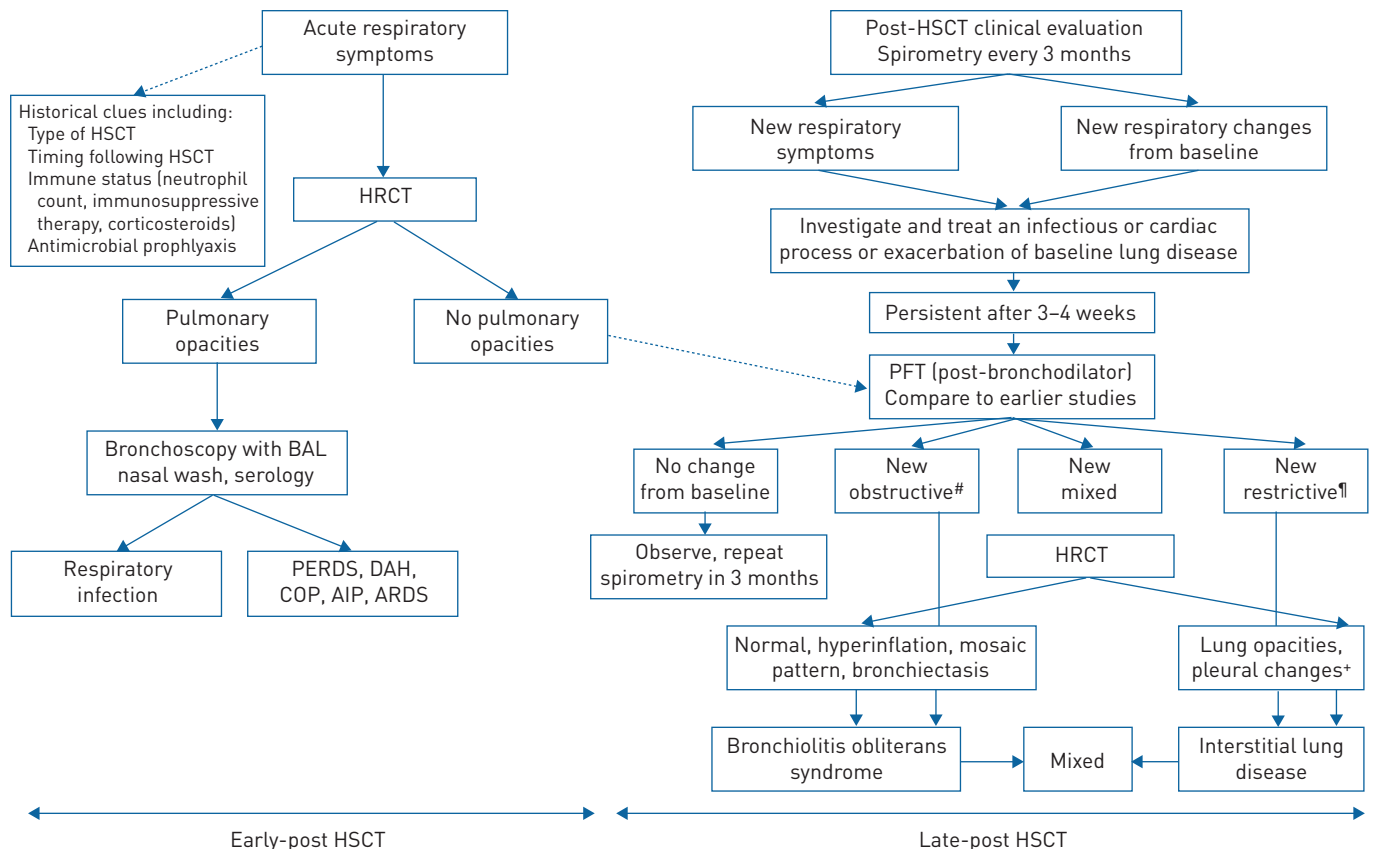 Acute respiratory
symptoms
Historical clues including:
Type of HSCT
Timing following HSCT
Immune status (neutrophil
count, immunosuppressive
therapy, corticosteroids)
Antimicrobial prophlyaxis
HRCT
Pulmonary
opacities
No pulmonary
opacities
Bronchoscopy with BAL
nasal wash, serology
Respiratory
infection
PERDS, DAH,
COP, AIP, ARDS
Early-post HSCT
Post-HSCT clinical evaluation
Spirometry every 3 months
New respiratory
symptoms
New respiratory changes
from baseline
Investigate and treat an infectious or cardiac
process or exacerbation of baseline lung disease
Persistent after 3–4 weeks
PFT (post-bronchodilator)
Compare to earlier studies
No change
from baseline
New
obstructive#
New
mixed
New
restrictive¶
Observe, repeat
spirometry in 3 months
HRCT
Normal, hyperinflation, mosaic
pattern, bronchiectasis
Lung opacities,
pleural changes+
Bronchiolitis obliterans
syndrome
Mixed
Interstitial lung
disease
Late-post HSCT